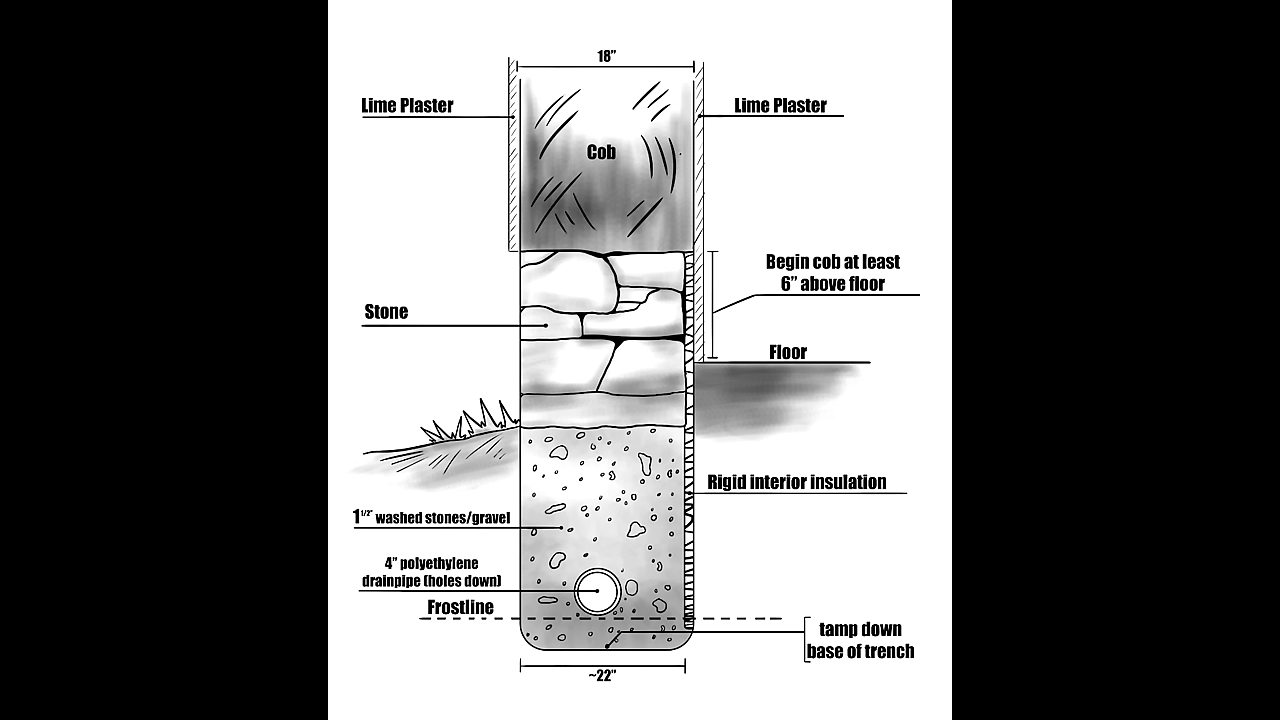 18”
Lime Plaster
Lime Plaster
Cob
Begin cob at least
6” above floor
Stone
Floor
Rigid interior insulation
1 1/2” washed stones/gravel
4” polyethylene
drainpipe (holes down)
Frostline
tamp down
base of trench
~22”